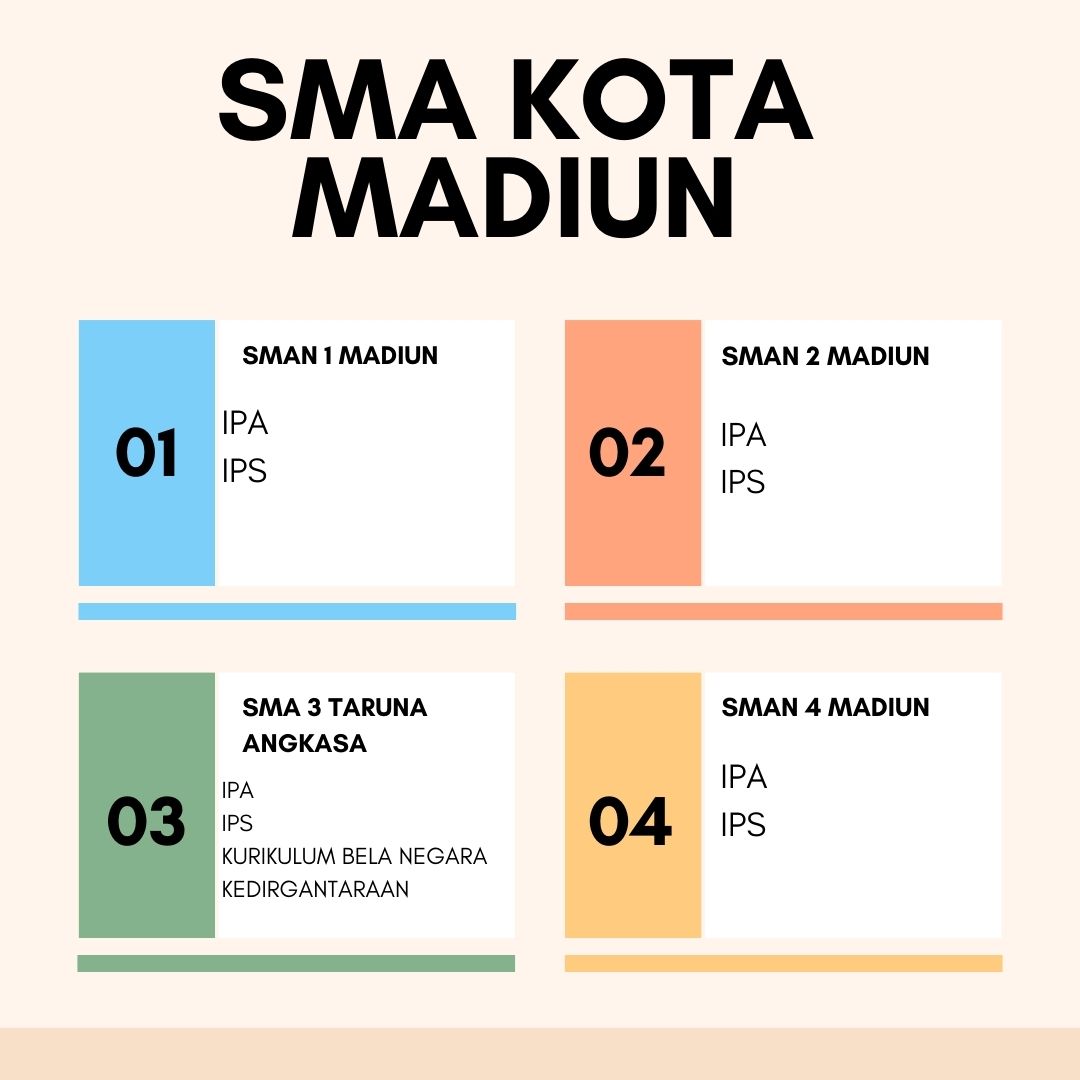 SMA KOTA
MADIUN
01
SMAN 1 MADIUN
IPA
IPS
02
SMAN 2 MADIUN
IPA
IPS
03
SMA 3 TARUNA
ANGKASA
IPA
IPS
KURIKULUM BELA NEGARA
KEDIRGANTARAAN
04
SMAN 4 MADIUN
IPA
IPS